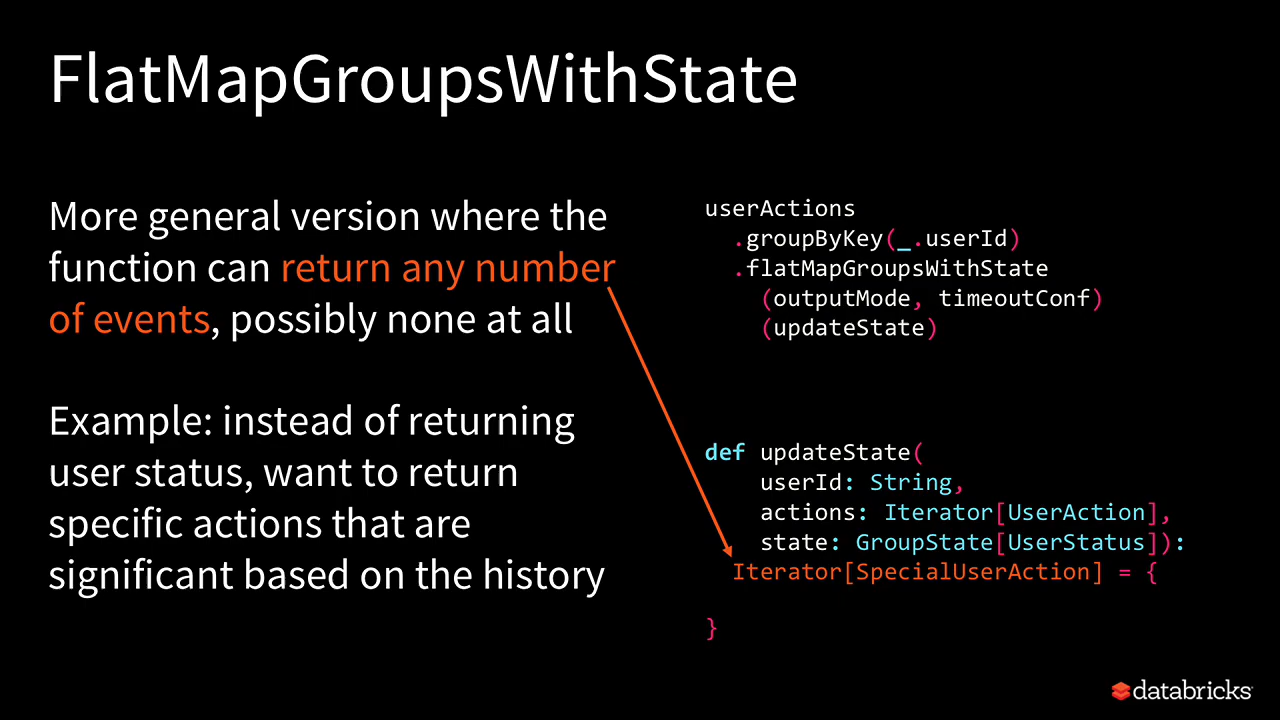 FlatMapGroupsWithState
More general version where the
function can return any number
of events, possibly none at all
Example: instead of returning
user status, want to return
specific actions that are
significant based on the history
userActions
.groupByKey(_.userId)
.flatMapGroupsWithState
(outputMode, timeoutConf)
(updateState)
def updateState(
userId: String,
actions: Iterator[UserAction],
state: GroupState[UserStatus]):
Iterator[SpecialUserAction] = {
}
databricks